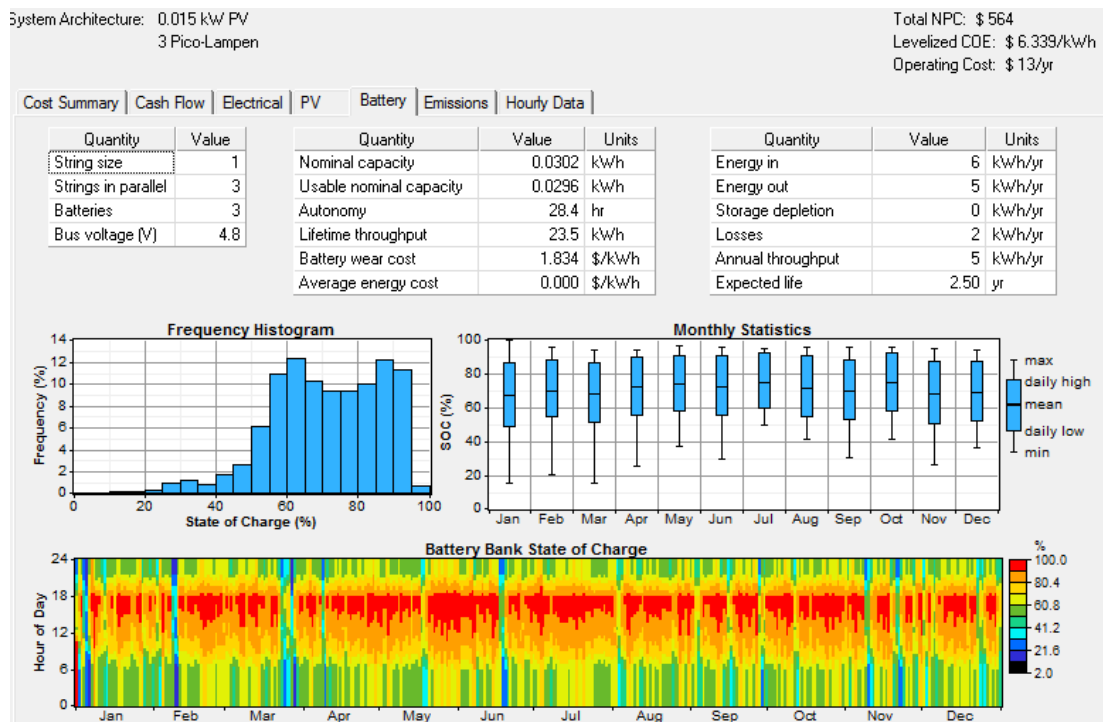 System Architecture: 0.015 kW PV
3 Pico-Lampen
Total NPC: $ 564
Levelized COE: $ 6.339/kWh
Operating Cost: $ 13/yr
Cost Summary Cash Flow Electrical PV Battery Emissions Hourly Data
Quantity Value
String size 1
Strings in parallel 3
Batteries 3
Bus voltage (V) 4.8
Quantity Value Units
Nominal capacity 0.0302 kWh
Usable nominal capacity 0.0296 kWh
Autonomy 28.4 hr
Lifetime throughput 23.5 kWh
Battery wear cost 1.834 $/kWh
Average energy cost 0.000 $/kWh
Quantity Value Units
Energy in 6 kWh/yr
Energy out 5 kWh/yr
Storage depletion 0 kWh/yr
Losses 2 kWh/yr
Annual throughput 5 kWh/yr
Expected life 2.50 yr
Frequency Histogram
Frequency (%)
14
12
10
8
6
4
2
0
0 20 40 60 80 100
State of Charge (%)
Monthly Statistics
SOC (%)
100
80
60
40
20
0
Jan Feb Mar Apr May Jun Jul Aug Sep Oct Nov Dec
max
daily high
mean
daily low
min
Battery Bank State of Charge
Hour of Day
24
18
12
6
0
Jan Feb Mar Apr May Jun Jul Aug Sep Oct Nov Dec
%
100.0
80.4
60.8
41.2
21.6
2.0